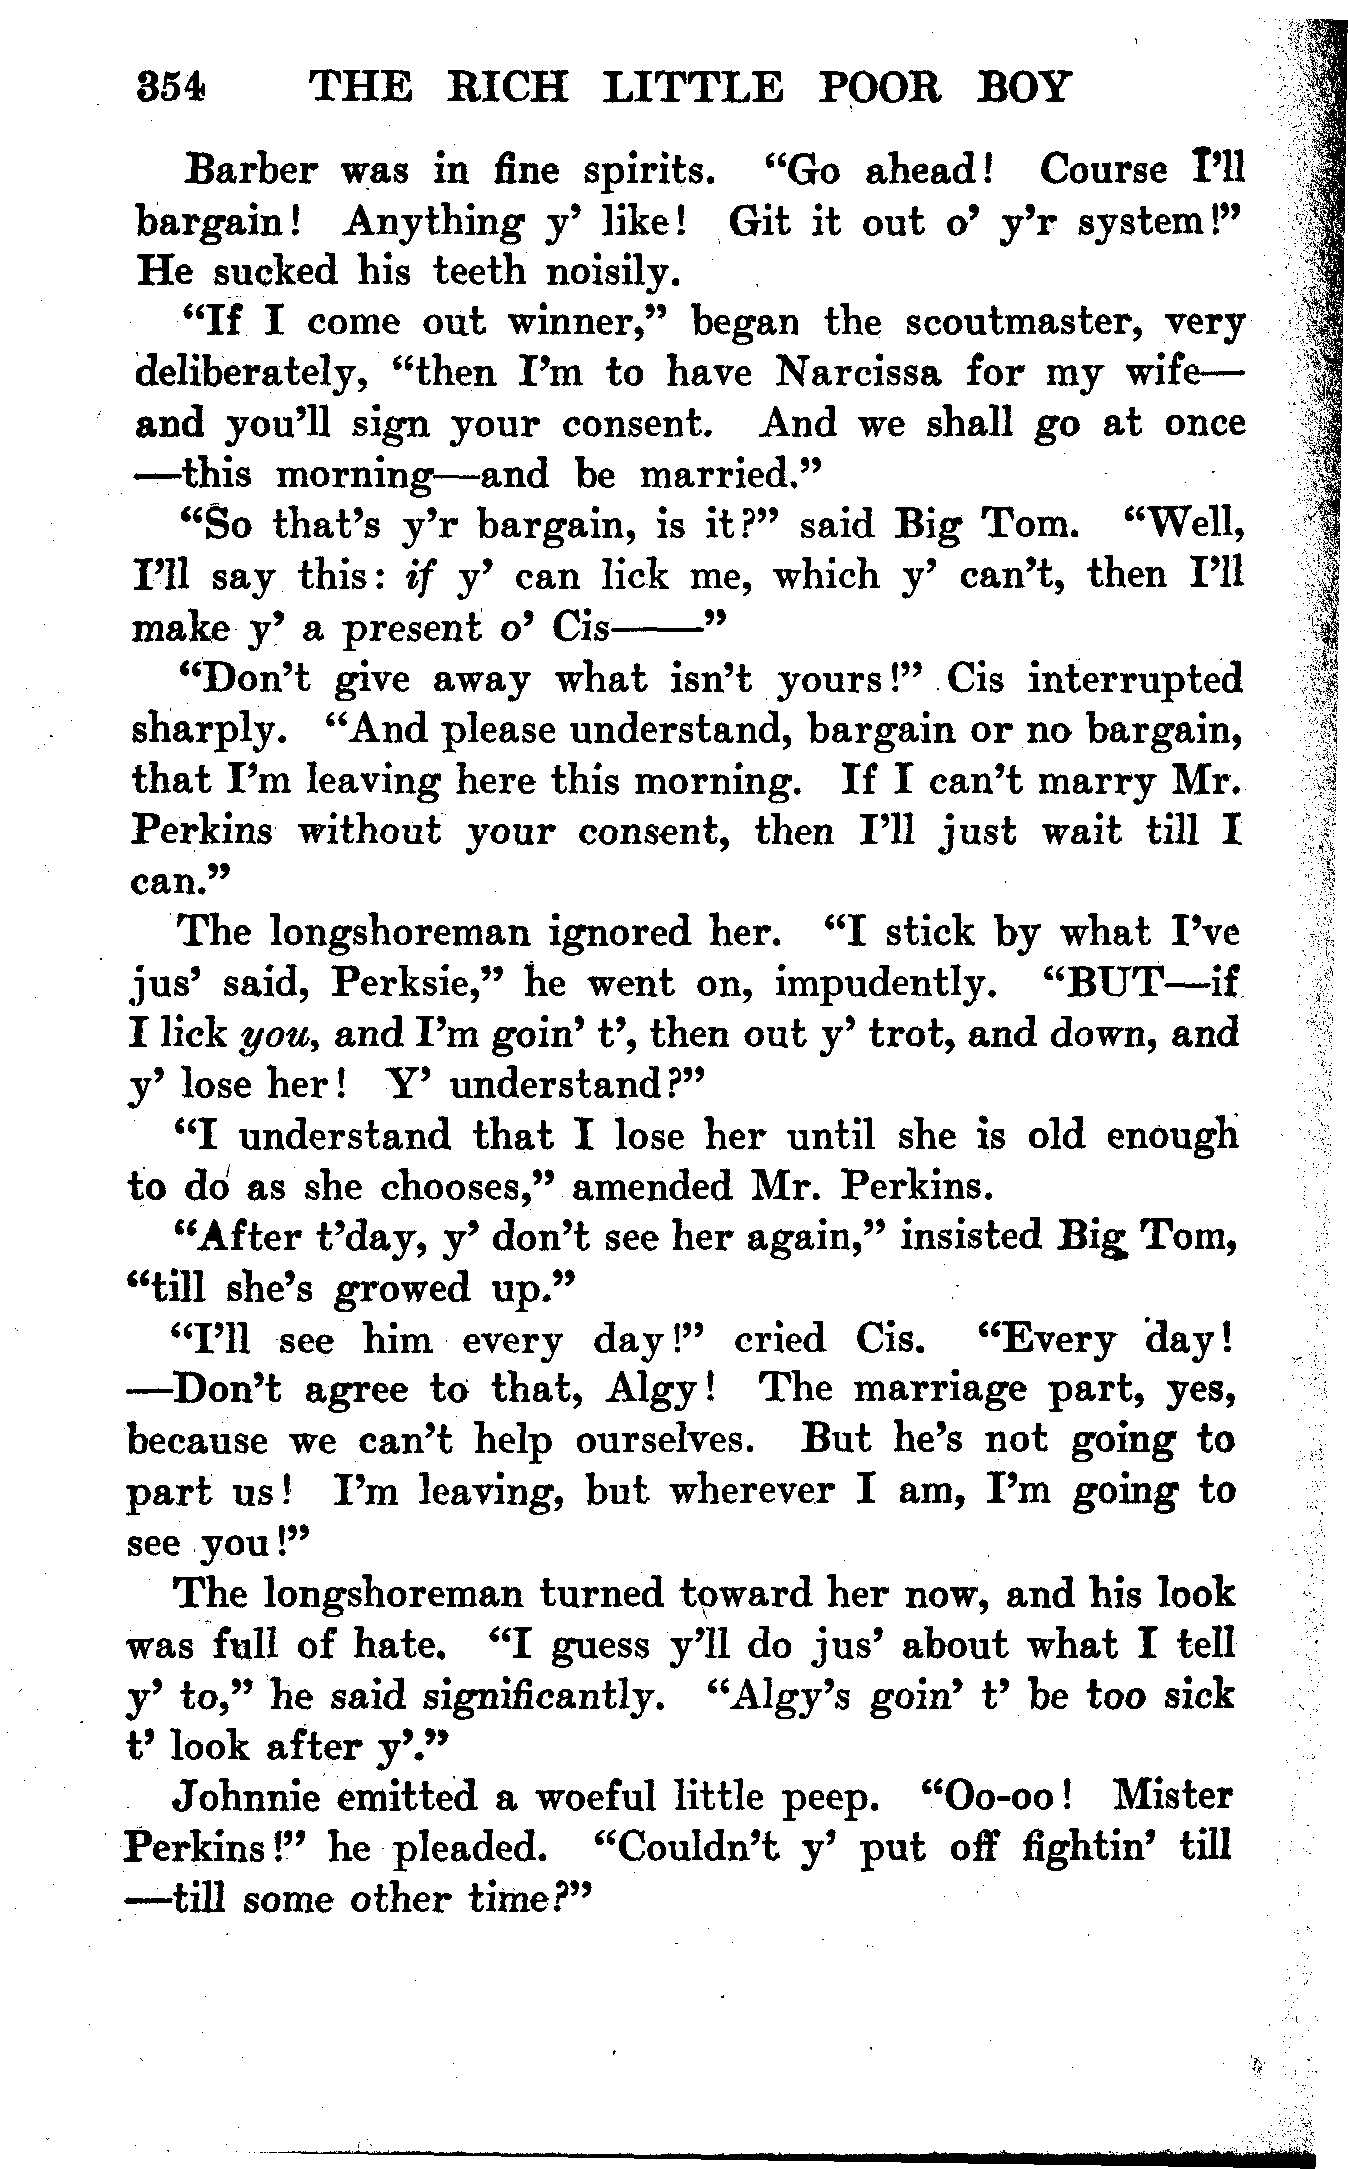 354 THE RICH LITTLE POOR BOY
Barber was in fine spirits. “Go ahead! Course I’ll
bargain! Anything y’ like! Git it out o’ y’r system!”
He sucked his teeth noisily.
“If I come out winner,” began the scoutmaster, very
deliberately, “then I’m to have Narcissa for my wife—
and you’ll sign your consent. And we shall go at once
—this morning—and be married.”
“So that’s y’r bargain, is it?” said Big Tom. “Well,
I’ll say this: if y’ can lick me, which y’ can’t, then I’ll
make y’ a present o’ Cis——”
“Don’t give away what isn’t yours!” Cis interrupted
sharply. “And please understand, bargain or no bargain,
that I’m leaving here this morning. If I can’t marry Mr.
Perkins without your consent, then I’ll just wait till I
can.”
The longshoreman ignored her. “I stick by what I’ve
jus’ said, Perksie,” he went on, impudently. “BUT—if
I lick you, and I’m goin’ t’, then out y’ trot, and down, and
y’ lose her! Y’ understand?”
“I understand that I lose her until she is old enough
to do as she chooses,” amended Mr. Perkins.
“After t’day, y’ don’t see her again,” insisted Big Tom,
“till she’s growed up.”
“I’ll see him every day!” cried Cis. “Every day!
—Don’t agree to that, Algy! The marriage part, yes,
because we can’t help ourselves. But he’s not going to
part us! I’m leaving, but wherever I am, I’m going to
see you!”
The longshoreman turned toward her now, and his look
was full of hate. “I guess y’ll do jus’ about what I tell
y’ to,” he said significantly. “Algy’s goin’ t’ be too sick
t’ look after y’.”
Johnnie emitted a woeful little peep. “Oo-oo! Mister
Perkins!” he pleaded. “Couldn’t y’ put off fightin’ till
—till some other time?”